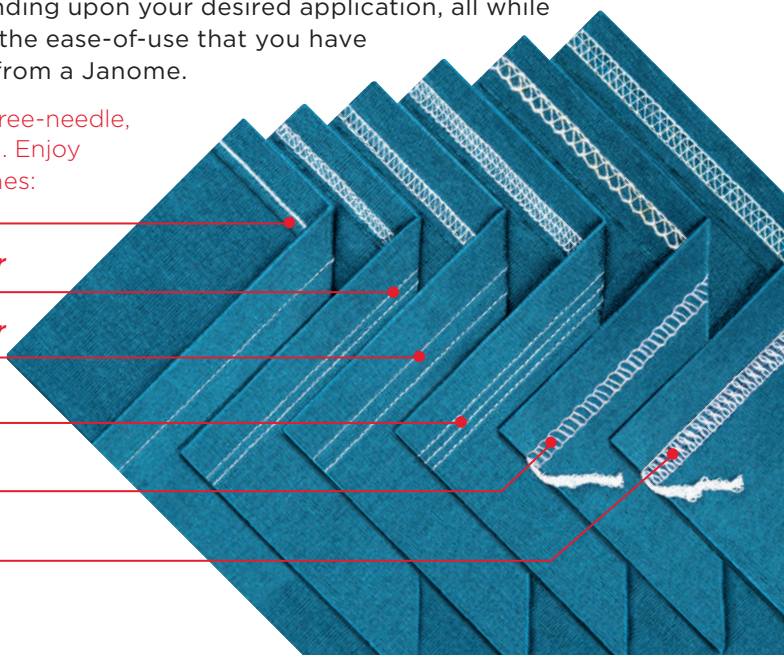 nding upon your desired application, all while
the ease-of-use that you have
from a Janome.
ree-needle,
. Enjoy
nes:
r
r